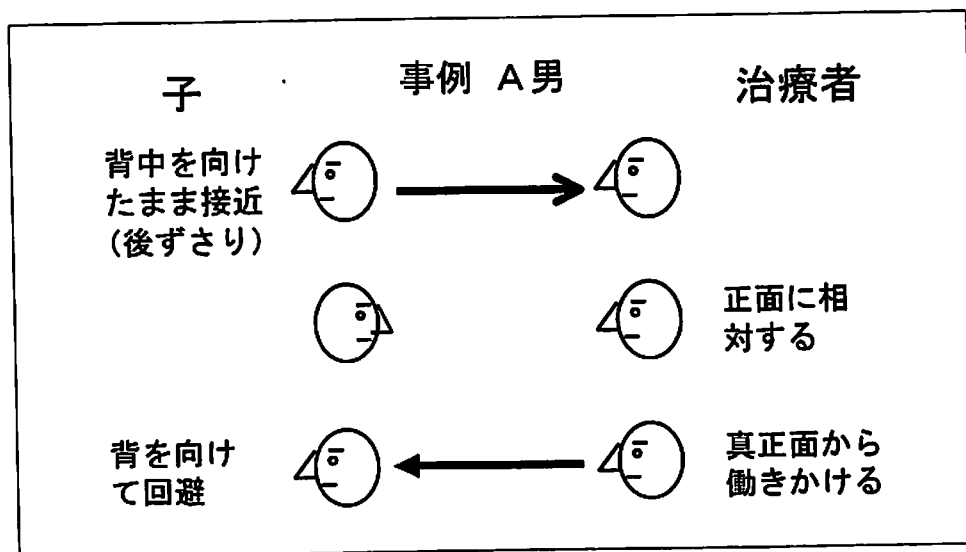 子 事例 A男 治療者
背中を向け
たまま接近
(後ずさり)
正面に相
対する
背を向け
て回避
真正面から
働きかける